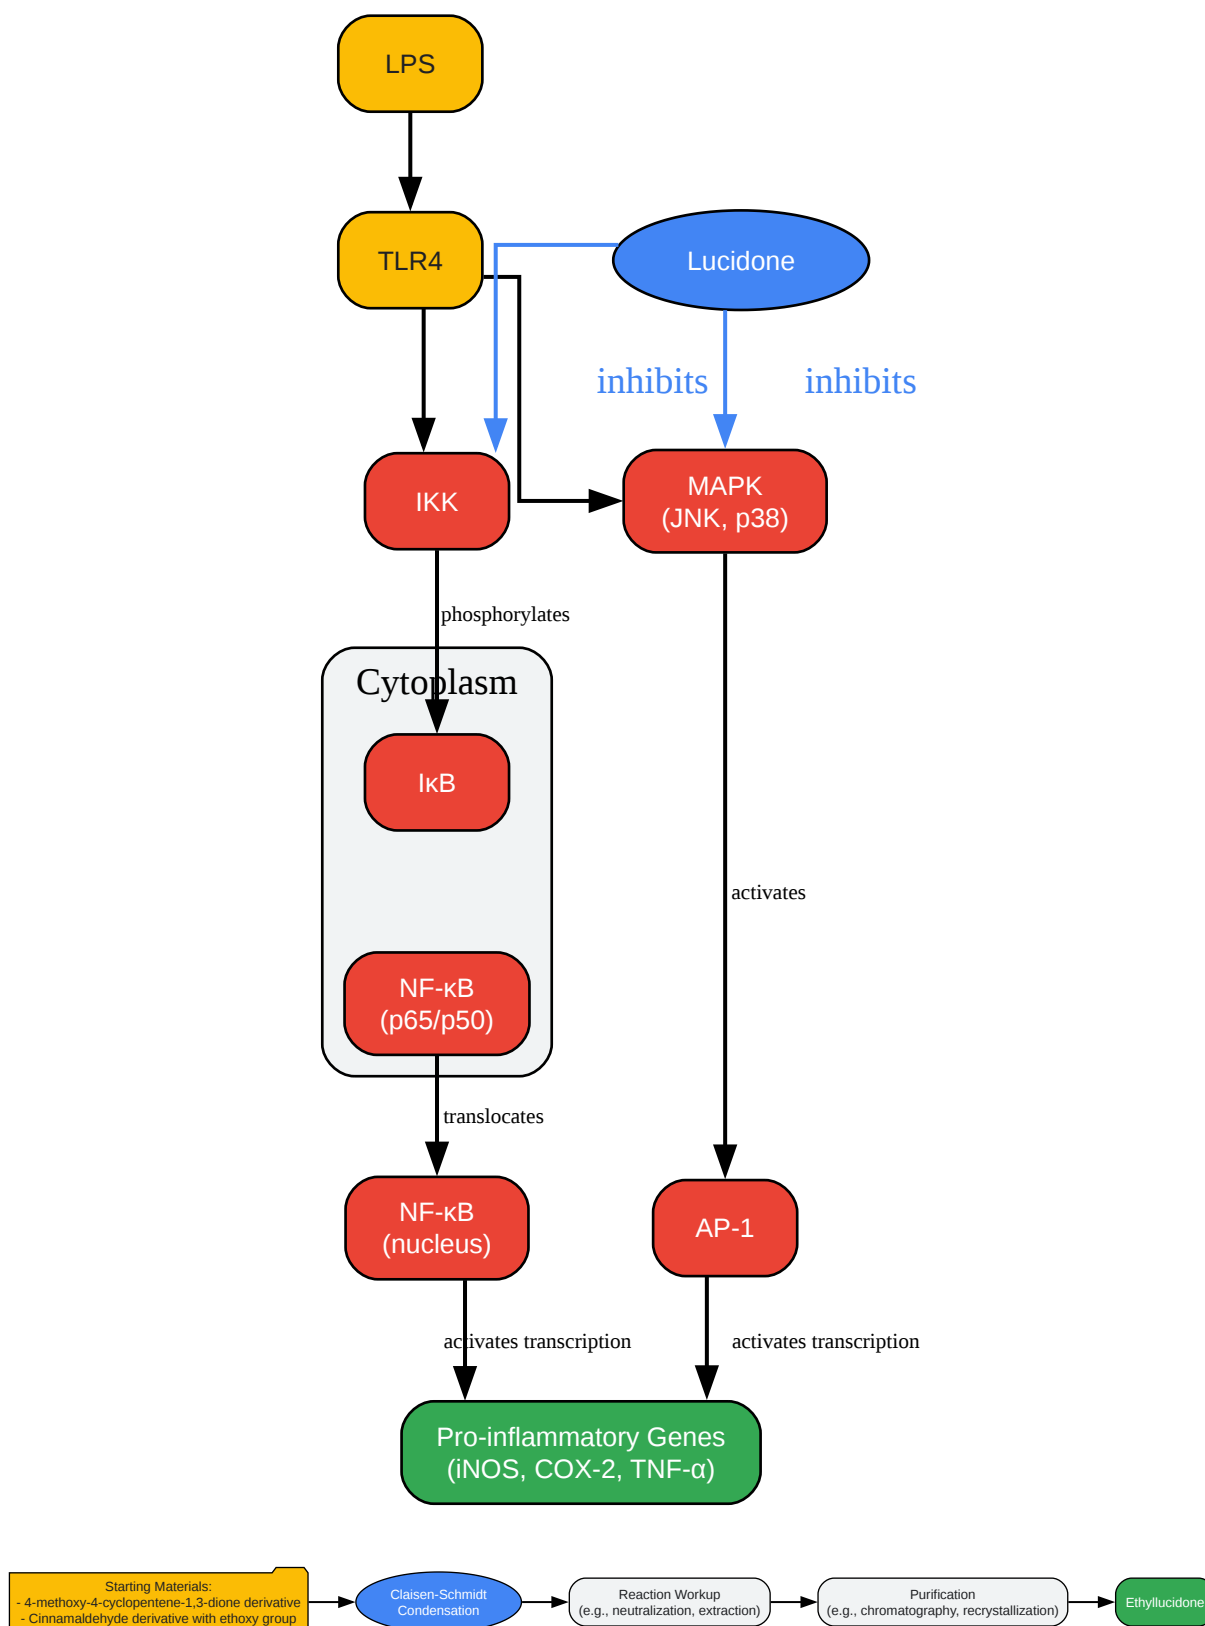 LPS
TLR4
Lucidone
inhibits
inhibits
IKK
MAPK
(JNK, p38)
phosphorylates
Cytoplasm
IκB
activates
NF-κB
(p65/p50)
translocates
NF-κB
(nucleus)
AP-1
activates transcription
activates transcription
Pro-inflammatory Genes
(iNOS, COX-2, TNF-α)
Starting Materials:
- 4-methoxy-4-cyclopentene-1,3-dione derivative
- Cinnamaldehyde derivative with ethoxy group
Claisen-Schmidt
Condensation
Reaction Workup
(e.g., neutralization, extraction)
Purification
(e.g., chromatography, recrystallization)
Ethyllucidone